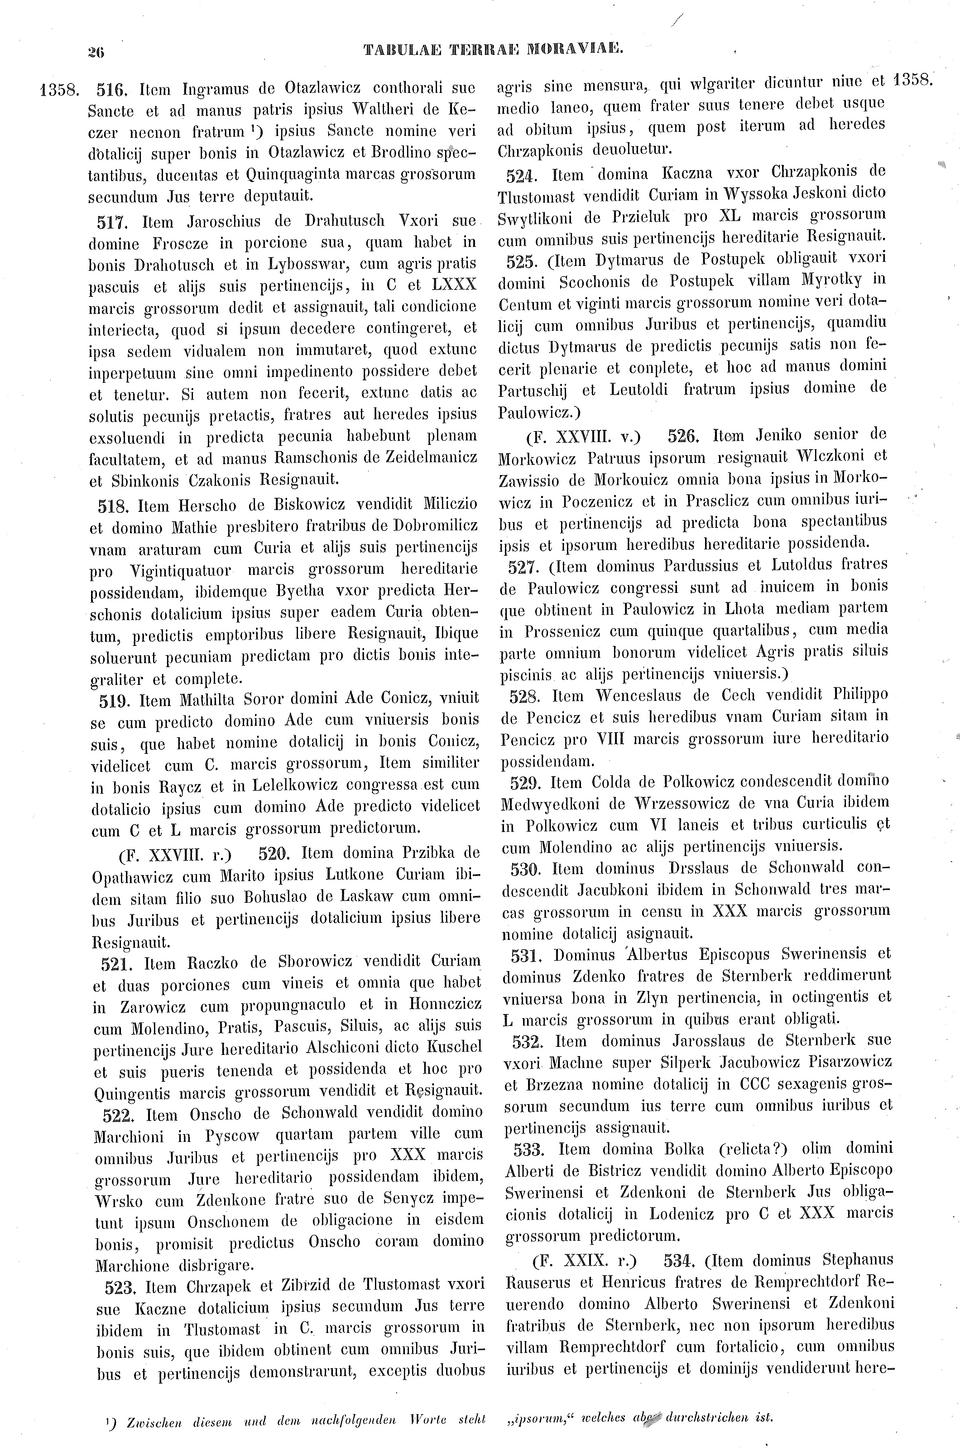 26
TABULAE TERRAE MORAVIAE.
1358.
516. Item Ingramus de Otazlawicz conthorali sue
Sancte et ad manus patris ipsius Waltheri de Ke-
czer necnon fratrum ¹) ipsius Sancte nomine veri
dotalicij super bonis in Otazlawicz et Brodlino spec-
tantibus, ducentas et Quinquaginta marcas grossorum
secundum Jus terre deputauit.
517. Item Jaroschius de Drahutusch Vxori sue
domine Froscze in porcione sua, quam habet in
bonis Drahotusch et in Lybosswar, cum agris pratis
pascuis et alijs suis pertinencijs, in C et LXXX
marcis grossorum dedit et assignauit, tali condicione
interiecta, quod si ipsum decedere contingeret, et
ipsa sedem vidualem non immutaret, quod extunc
inperpetuum sine omni impedinento possidere debet
et tenetur. Si autem non fecerit, extunc datis ac
solutis pecunijs pretactis, fratres aut heredes ipsius
exsoluendi in predicta pecunia habebunt plenam
facultatem, et ad manus Ramschonis de Zeidelmanicz
et Sbinkonis Czakonis Resignauit.
518. Item Herscho de Biskowicz vendidit Miliczio
et domino Mathie presbitero fratribus de Dobromilicz
vnam araturam cum Curia et alijs suis pertinencijs
pro Vigintiquatuor marcis grossorum hereditarie
possidendam, ibidemque Byetha vxor predicta Her-
schonis dotalicium ipsius super eadem Curia obten-
tum, predictis emptoribus libere Resignauit, Ibique
soluerunt pecuniam predictam pro dictis bonis inte-
graliter et complete.
519. Item Mathilta Soror domini Ade Conicz, vniuit
se cum predicto domino Ade cum vniuersis bonis
suis, que habet nomine dotalicij in bonis Conicz,
videlicet cum C. marcis grossorum, Item similiter
in bonis Raycz et in Lelelkowicz congressa est cum
dotalicio ipsius cum domino Ade predicto videlicet
cum C et L marcis grossorum predictorum.
(F. XXVIII. r.) 520. Item domina Przibka de
Opathawicz cum Marito ipsius Lutkone Curiam ibi-
dem sitam filio suo Bohuslao de Laskaw cum omni-
bus Juribus et pertinencijs dotalicium ipsius libere
Resignauit.
521. Item Raczko de Sborowicz vendidit Curiam
et duas porciones cum vineis et omnia que habet
in Zarowicz cum propungnaculo et in Honnczicz
cum Molendino, Pratis, Pascuis, Siluis, ac alijs suis
pertinencijs Jure hereditario Alschiconi dicto Kuschel
et suis pueris tenenda et possidenda et hoc pro
Quingentis marcis grossorum vendidit et Resignauit.
522. Item Onscho de Schonwald vendidit domino
Marchioni in Pyscow quartam partem ville cum
omnibus Juribus et pertinencijs pro XXX marcis
grossorum Jure hereditario possidendam ibidem,
Wrsko cum Zdenkone fratre suo de Senycz impe-
tunt ipsum Onschonem de obligacione in eisdem
bonis, promisit predictus Onscho coram domino
Marchione disbrigare.
523. Item Chrzapek et Zibrzid de Tlustomast vxori
sue Kaczne dotalicium ipsius secundum Jus terre
ibidem in Tlustomast in C. marcis grossorum in
bonis suis, que ibidem obtinent cum omnibus Juri-
bus et pertinencijs demonstrarunt, exceptis duobus
agris sine mensura, qui wlgariter dicuntur niue et
medio laneo, quem frater suus tenere debet usque
ad obitum ipsius, quem post iterum ad heredes
Chrzapkonis deuoluetur.
1358.
524. Item domina Kaczna vxor Chrzapkonis de
Tlustomast vendidit Curiam in Wyssoka Jeskoni dicto
Swytlikoni de Przieluk pro XL marcis grossorum
cum omnibus suis pertinencijs hereditarie Resignauit.
525. (Item Dytmarus de Postupek obligauit vxori
domini Scochonis de Postupek villam Myrotky in
Centum et viginti marcis grossorum nomine veri dota-
licij cum omnibus Juribus et pertinencijs, quamdiu
dictus Dytmarus de predictis pecunijs satis non fe-
cerit plenarie et conplete, et hoc ad manus domini
Partuschij et Leutoldi fratrum ipsius domine de
Paulowicz.)
(F. XXVIII. v.) 526. Item Jeniko senior de
Morkowicz Patruus ipsorum resignauit Wlczkoni et
Zawissio de Morkouicz omnia bona ipsius in Morko-
wicz in Poczenicz et in Prasclicz cum omnibus iuri-
bus et pertinencijs ad predicta bona spectantibus
ipsis et ipsorum heredibus hereditarie possidenda.
527. (Item dominus Pardussius et Lutoldus fratres
de Paulowicz congressi sunt ad inuicem in bonis
que obtinent in Paulowicz in Lhota mediam partem
in Prossenicz cum quinque quartalibus, cum media
parte omnium bonorum videlicet Agris pratis siluis
piscinis ac alijs pertinencijs vniuersis.)
528. Item Wenceslaus de Cech vendidit Philippo
de Pencicz et suis heredibus vnam Curiam sitam in
Pencicz pro VIII marcis grossorum iure hereditario
possidendam.
529. Item Colda de Polkowicz condescendit domino
Medwyedkoni de Wrzessowicz de vna Curia ibidem
in Polkowicz cum VI laneis et tribus curticulis et
cum Molendino ac alijs pertinencijs vniuersis.
530. Item dominus Drsslaus de Schonwald con-
descendit Jacubkoni ibidem in Schonwald tres mar-
cas grossorum in censu in XXX marcis grossorum
nomine dotalicij asignauit.
531. Dominus Albertus Episcopus Swerinensis et
dominus Zdenko fratres de Sternberk reddimerunt
vniuersa bona in Zlyn pertinencia, in octingentis et
L marcis grossorum in quibus erant obligati.
532. Item dominus Jarosslaus de Sternberk sue
vxori Machne super Silperk Jacubowicz Pisarzowicz
et Brzezna nomine dotalicij in CCC sexagenis gros-
sorum secundum ius terre cum omnibus iuribus et
pertinencijs assignauit.
533. Item domina Bolka (relicta?) olim domini
Alberti de Bistricz vendidit domino Alberto Episcopo
Swerinensi et Zdenkoni de Sternberk Jus obliga-
cionis dotalicij in Lodenicz pro C et XXX marcis
grossorum predictorum.
(F. XXIX. r.) 534. (Item dominus Stephanus
Rauserus et Henricus fratres de Remprechtdorf Re-
uerendo domino Alberto Swerinensi et Zdenkoni
fratribus de Sternberk, nec non ipsorum heredibus
villam Remprechtdorf cum fortalicio, cum omnibus
iuribus et pertinencijs et dominijs vendiderunt here-
¹) Zwischen diesem und dem nachfolgenden Worte steht „ipsorum,“ welches aber durchstrichen ist.